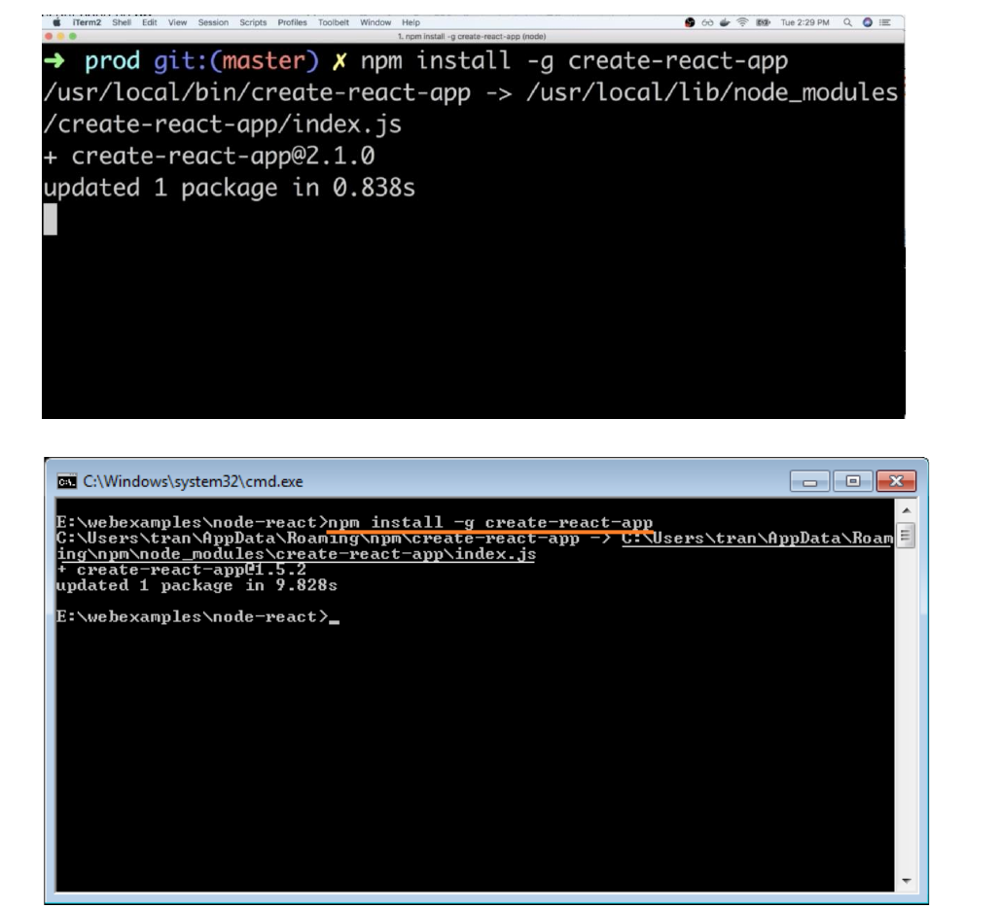 iTerm2 Shell Edit View Session Scripts Profiles Toolbelt Window Help Tue 2:29 PM
1. npm install -g create-react-app (node)
➜ prod git:(master) ✗ npm install -g create-react-app
/usr/local/bin/create-react-app -> /usr/local/lib/node_modules
/create-react-app/index.js
+ create-react-app@2.1.0
updated 1 package in 0.838s
C:\Windows\system32\cmd.exe
E:\webexamples\node-react>npm install -g create-react-app
C:\Users\tran\AppData\Roaming\npm\create-react-app -> C:\Users\tran\AppData\Roam
ing\npm\node_modules\create-react-app\index.js
+ create-react-app@1.5.2
updated 1 package in 9.828s
E:\webexamples\node-react>_